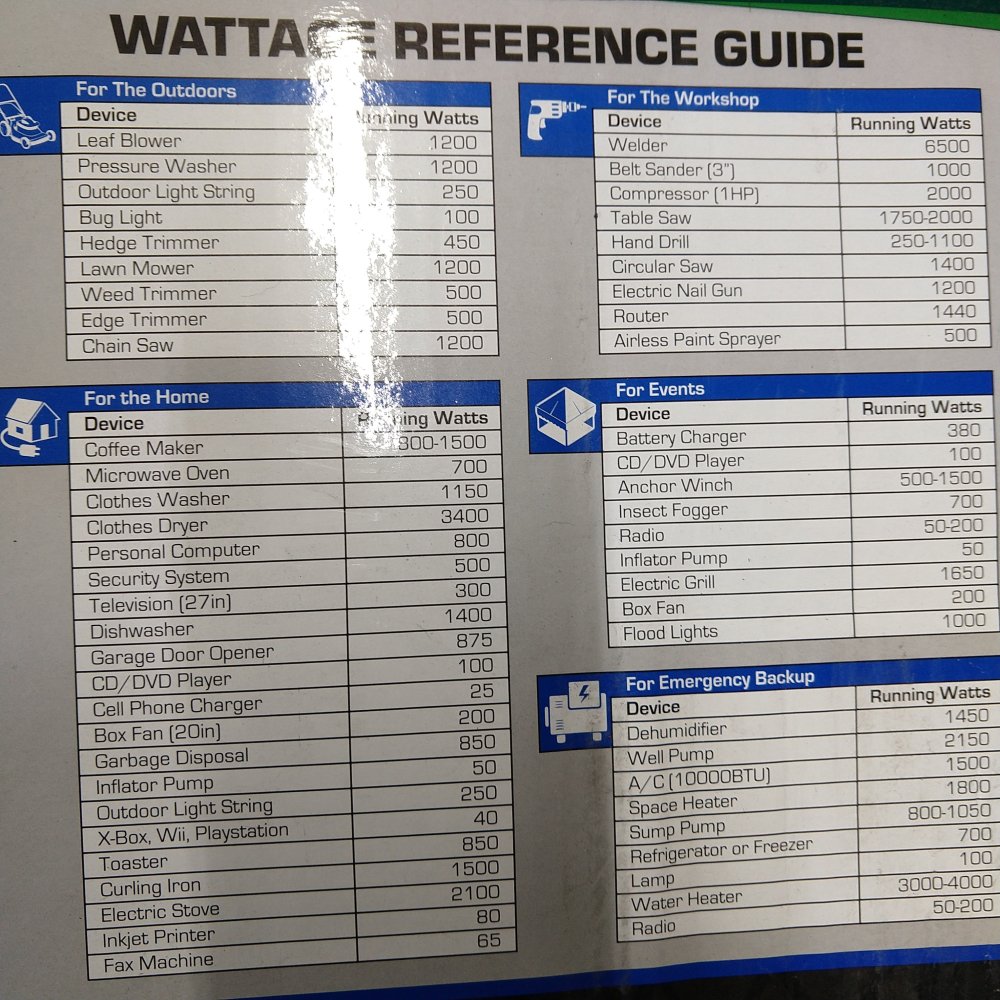 WATTAGE REFERENCE GUIDE
For The Outdoors
Device Running Watts
Leaf Blower 1200
Pressure Washer 1200
Outdoor Light String 250
Bug Light 100
Hedge Trimmer 450
Lawn Mower 1200
Weed Trimmer 500
Edge Trimmer 500
Chain Saw 1200
For the Home
Device Running Watts
Coffee Maker 800-1500
Microwave Oven 700
Clothes Washer 1150
Clothes Dryer 3400
Personal Computer 800
Security System 500
Television (27in) 300
Dishwasher 1400
Garage Door Opener 875
CD/DVD Player 100
Cell Phone Charger 25
Box Fan (20in) 200
Garbage Disposal 850
Inflator Pump 50
Outdoor Light String 250
X-Box, Wii, Playstation 40
Toaster 850
Curling Iron 1500
Electric Stove 2100
Inkjet Printer 80
Fax Machine 65
For The Workshop
Device Running Watts
Welder 6500
Belt Sander (3") 1000
Compressor (1HP) 2000
Table Saw 1750-2000
Hand Drill 250-1100
Circular Saw 1400
Electric Nail Gun 1200
Router 1440
Airless Paint Sprayer 500
For Events
Device Running Watts
Battery Charger 380
CD/DVD Player 100
Anchor Winch 500-1500
Insect Fogger 700
Radio 50-200
Inflator Pump 50
Electric Grill 1650
Box Fan 200
Flood Lights 1000
For Emergency Backup
Device Running Watts
Dehumidifier 1450
Well Pump 2150
A/C (10000BTU) 1500
Space Heater 1800
Sump Pump 800-1050
Refrigerator or Freezer 700
Lamp 100
Water Heater 3000-4000
Radio 50-200